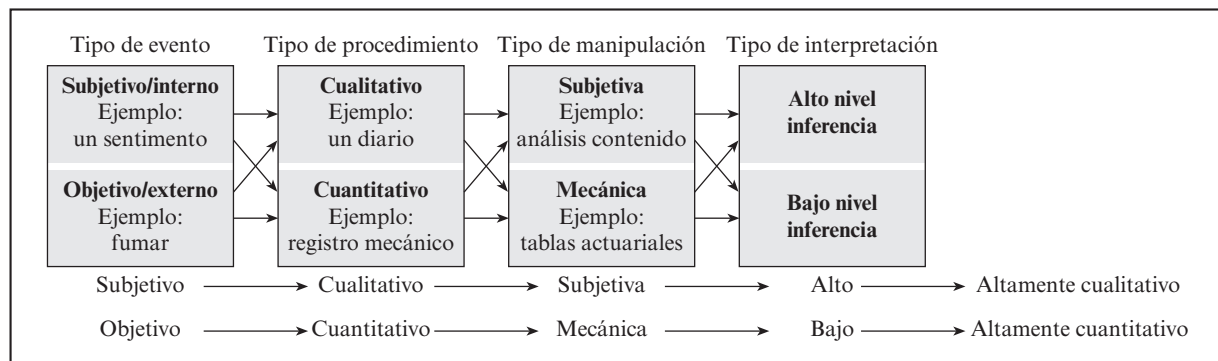 Tipo de evento Tipo de procedimiento Tipo de manipulación Tipo de interpretación
Subjetivo/interno
Ejemplo:
un sentimento
Cualitativo
Ejemplo:
un diario
Subjetiva
Ejemplo:
análisis contenido
Alto nivel
inferencia
Objetivo/externo
Ejemplo:
fumar
Cuantitativo
Ejemplo:
registro mecánico
Mecánica
Ejemplo:
tablas actuariales
Bajo nivel
inferencia
Subjetivo Cualitativo Subjetiva Alto Altamente cualitativo
Objetivo Cuantitativo Mecánica Bajo Altamente cuantitativo